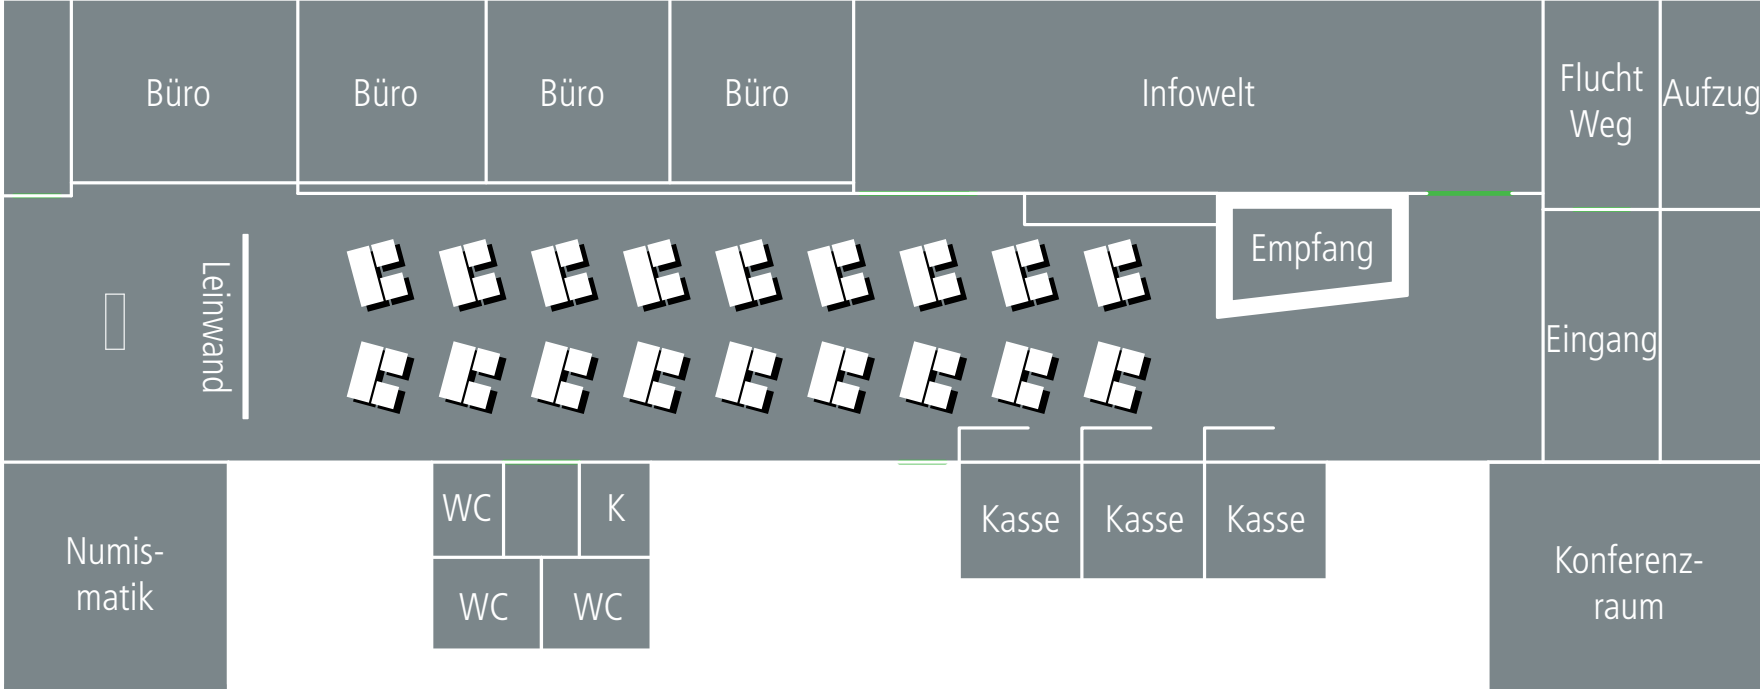 Büro
Büro
Büro
Büro
Infowelt
Flucht
Weg
Aufzug
Empfang
Leinwand
Eingang
WC
K
Kasse
Kasse
Kasse
Numis-
matik
WC
WC
Konferenz-
raum